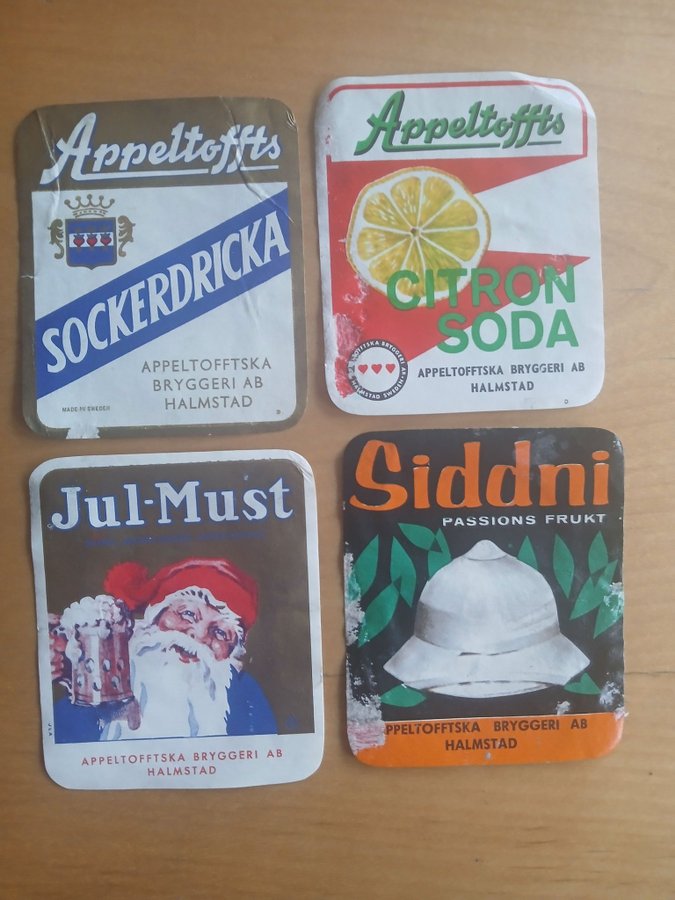 Appeltoffts
SOCKERDRICKA
APPELTOFFTSKA
BRYGGERI AB
HALMSTAD
MADE IN SWEDEN
Appeltoffts
CITRON
SODA
APPELTOFFTSKA BRYGGERI AB
HALMSTAD
Jul-Must
APPELTOFFTSKA BRYGGERI AB
HALMSTAD
Siddni
PASSIONS FRUKT
PPELTOFFTSKA BRYGGERI AB
HALMSTAD